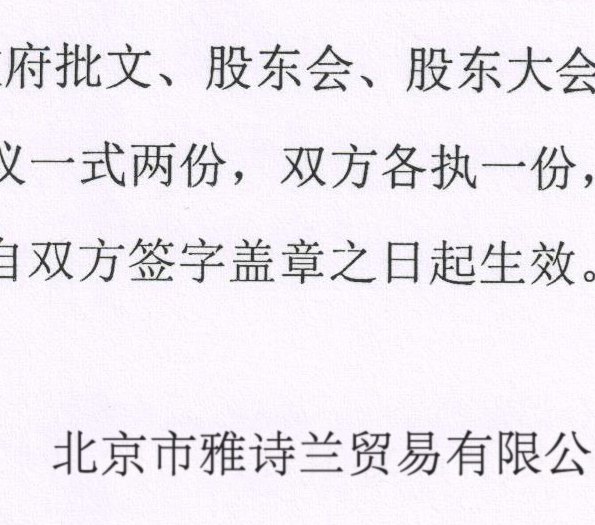 府批文、股东会、股东大会
议一式两份，双方各执一份，
自双方签字盖章之日起生效。
北京市雅诗兰贸易有限公